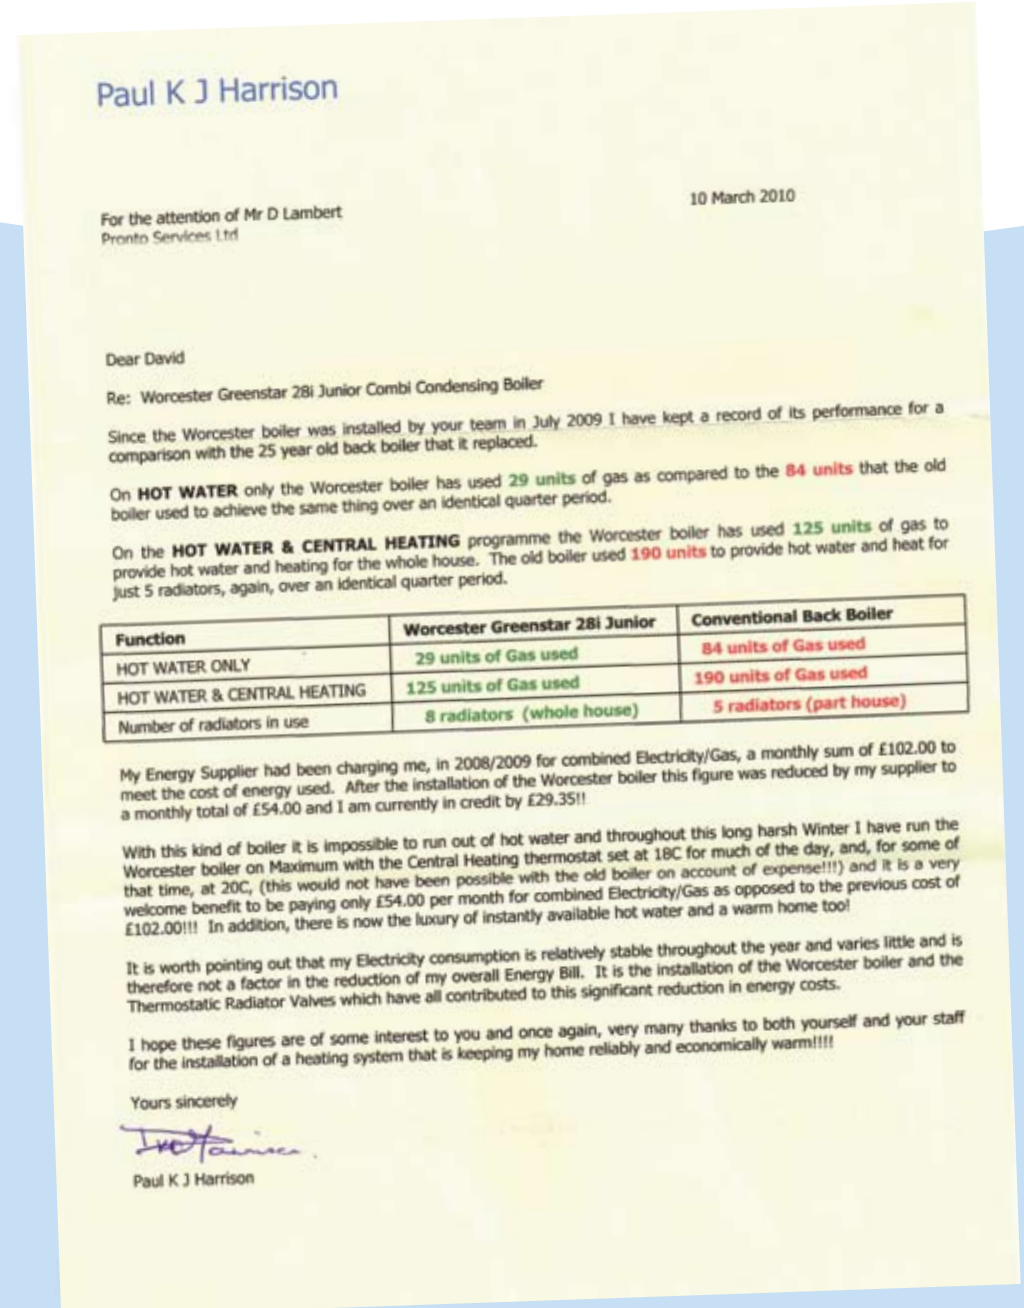 Paul K J Harrison
10 March 2010
For the attention of Mr D Lambert
Pronto Services Ltd
Dear David
Re: Worcester Greenstar 28i Junior Combi Condensing Boiler
Since the Worcester boiler was installed by your team in July 2009 I have kept a record of its performance for a
comparison with the 25 year old back boiler that it replaced.
On HOT WATER only the Worcester boiler has used 29 units of gas as compared to the 84 units that the old
boiler used to achieve the same thing over an identical quarter period.
On the HOT WATER & CENTRAL HEATING programme the Worcester boiler has used 125 units of gas to
provide hot water and heating for the whole house. The old boiler used 190 units to provide hot water and heat for
just 5 radiators, again, over an identical quarter period.
Function Worcester Greenstar 28i Junior Conventional Back Boiler
HOT WATER ONLY 29 units of Gas used 84 units of Gas used
HOT WATER & CENTRAL HEATING 125 units of Gas used 190 units of Gas used
Number of radiators in use 8 radiators (whole house) 5 radiators (part house)
My Energy Supplier had been charging me, in 2008/2009 for combined Electricity/Gas, a monthly sum of £102.00 to
meet the cost of energy used. After the installation of the Worcester boiler this figure was reduced by my supplier to
a monthly total of £54.00 and I am currently in credit by £29.35!!
With this kind of boiler it is impossible to run out of hot water and throughout this long harsh Winter I have run the
Worcester boiler on Maximum with the Central Heating thermostat set at 18C for much of the day, and, for some of
that time, at 20C, (this would not have been possible with the old boiler on account of expense!!!) and it is a very
welcome benefit to be paying only £54.00 per month for combined Electricity/Gas as opposed to the previous cost of
£102.00!!! In addition, there is now the luxury of instantly available hot water and a warm home too!
It is worth pointing out that my Electricity consumption is relatively stable throughout the year and varies little and is
therefore not a factor in the reduction of my overall Energy Bill. It is the installation of the Worcester boiler and the
Thermostatic Radiator Valves which have all contributed to this significant reduction in energy costs.
I hope these figures are of some interest to you and once again, very many thanks to both yourself and your staff
for the installation of a heating system that is keeping my home reliably and economically warm!!!!
Yours sincerely
Paul K J Harrison